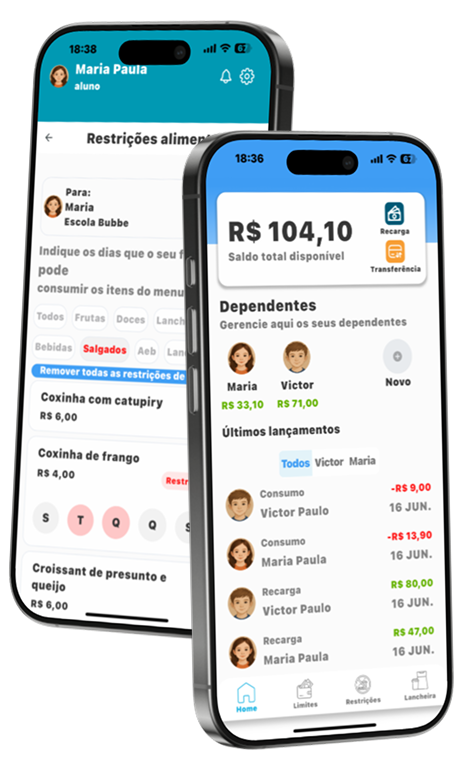 18:38
Maria Paula
aluno
Restrições
Para:
Maria
Escola Bubbe
Indique os dias que o seu
pode
consumir os itens do menu
Todos
Frutas
Doces
Bebidas
Salgados
Aeb
Remover todas as restrições de
Coxinha com catupiry
R$ 6,00
Coxinha de frango
R$ 4,00
S
T
Q
Q
S
Croissant de presunto e
queijo
R$ 6,00
18:36
R$ 104,10
Saldo total disponível
Recarga
Transferência
Dependentes
Gerencie aqui os seus dependentes
Maria
R$ 33,10
Victor
R$ 71,00
Novo
Últimos lançamentos
Todos Victor Maria
Consumo
-R$ 9,00
Victor Paulo
16 JUN.
Consumo
-R$ 13,90
Maria Paula
16 JUN.
Recarga
R$ 80,00
Victor Paulo
16 JUN.
Recarga
R$ 47,00
Maria Paula
16 JUN.
Home
Limites
Restrições
Lancheira